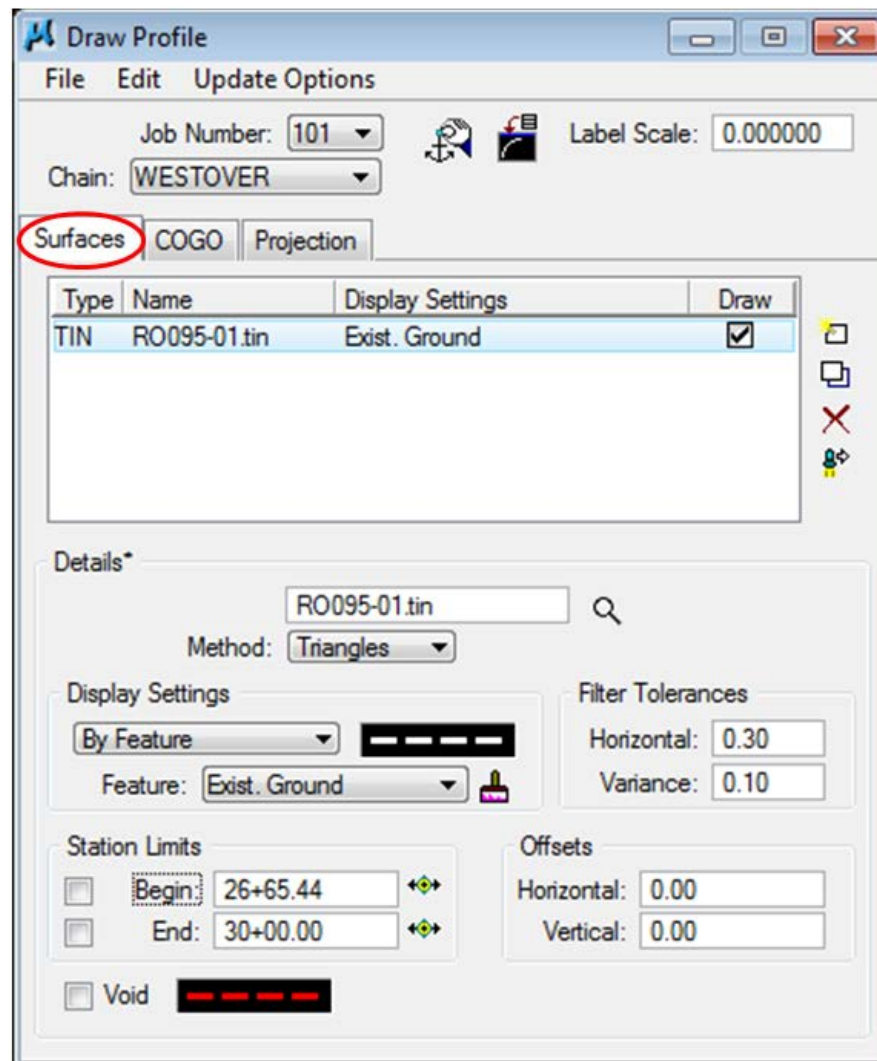 Draw Profile
File Edit Update Options
Job Number: 101 Label Scale: 0.000000
Chain: WESTOVER
Surfaces COGO Projection
Type Name Display Settings Draw
TIN RO095-01.tin Exist. Ground
Details*
RO095-01.tin
Method: Triangles
Display Settings Filter Tolerances
By Feature Horizontal: 0.30
Feature: Exist. Ground Variance: 0.10
Station Limits Offsets
Begin: 26+65.44 Horizontal: 0.00
End: 30+00.00 Vertical: 0.00
Void